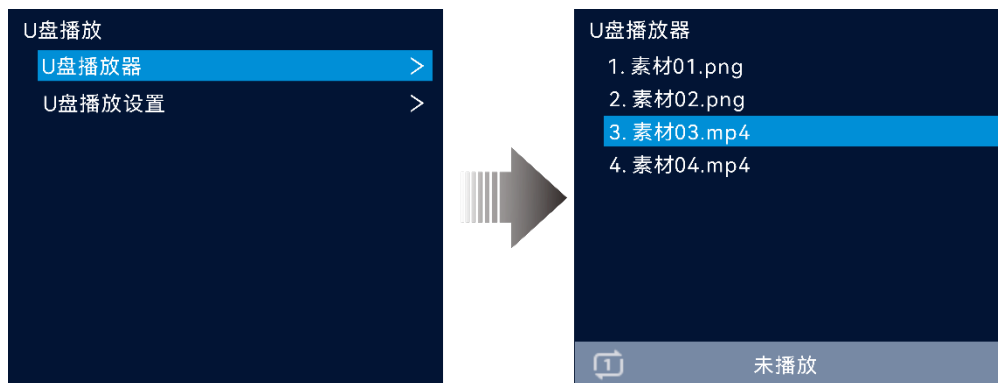 U盘播放
U盘播放器 >
U盘播放设置 >
U盘播放器
1. 素材01.png
2. 素材02.png
3. 素材03.mp4
4. 素材04.mp4
1 未播放